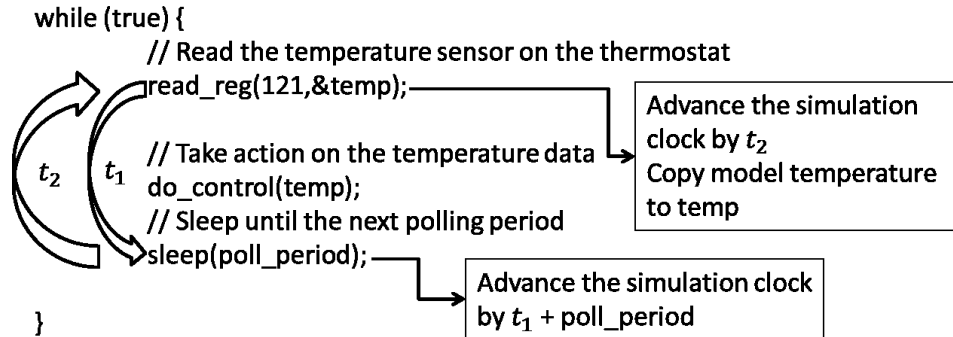 while (true) {
// Read the temperature sensor on the thermostat
read_reg(121,&temp);
Advance the simulation
clock by t₂
Copy model temperature
to temp
t₂
t₁
// Take action on the temperature data
do_control(temp);
// Sleep until the next polling period
sleep(poll_period);
Advance the simulation clock
by t₁ + poll_period
}